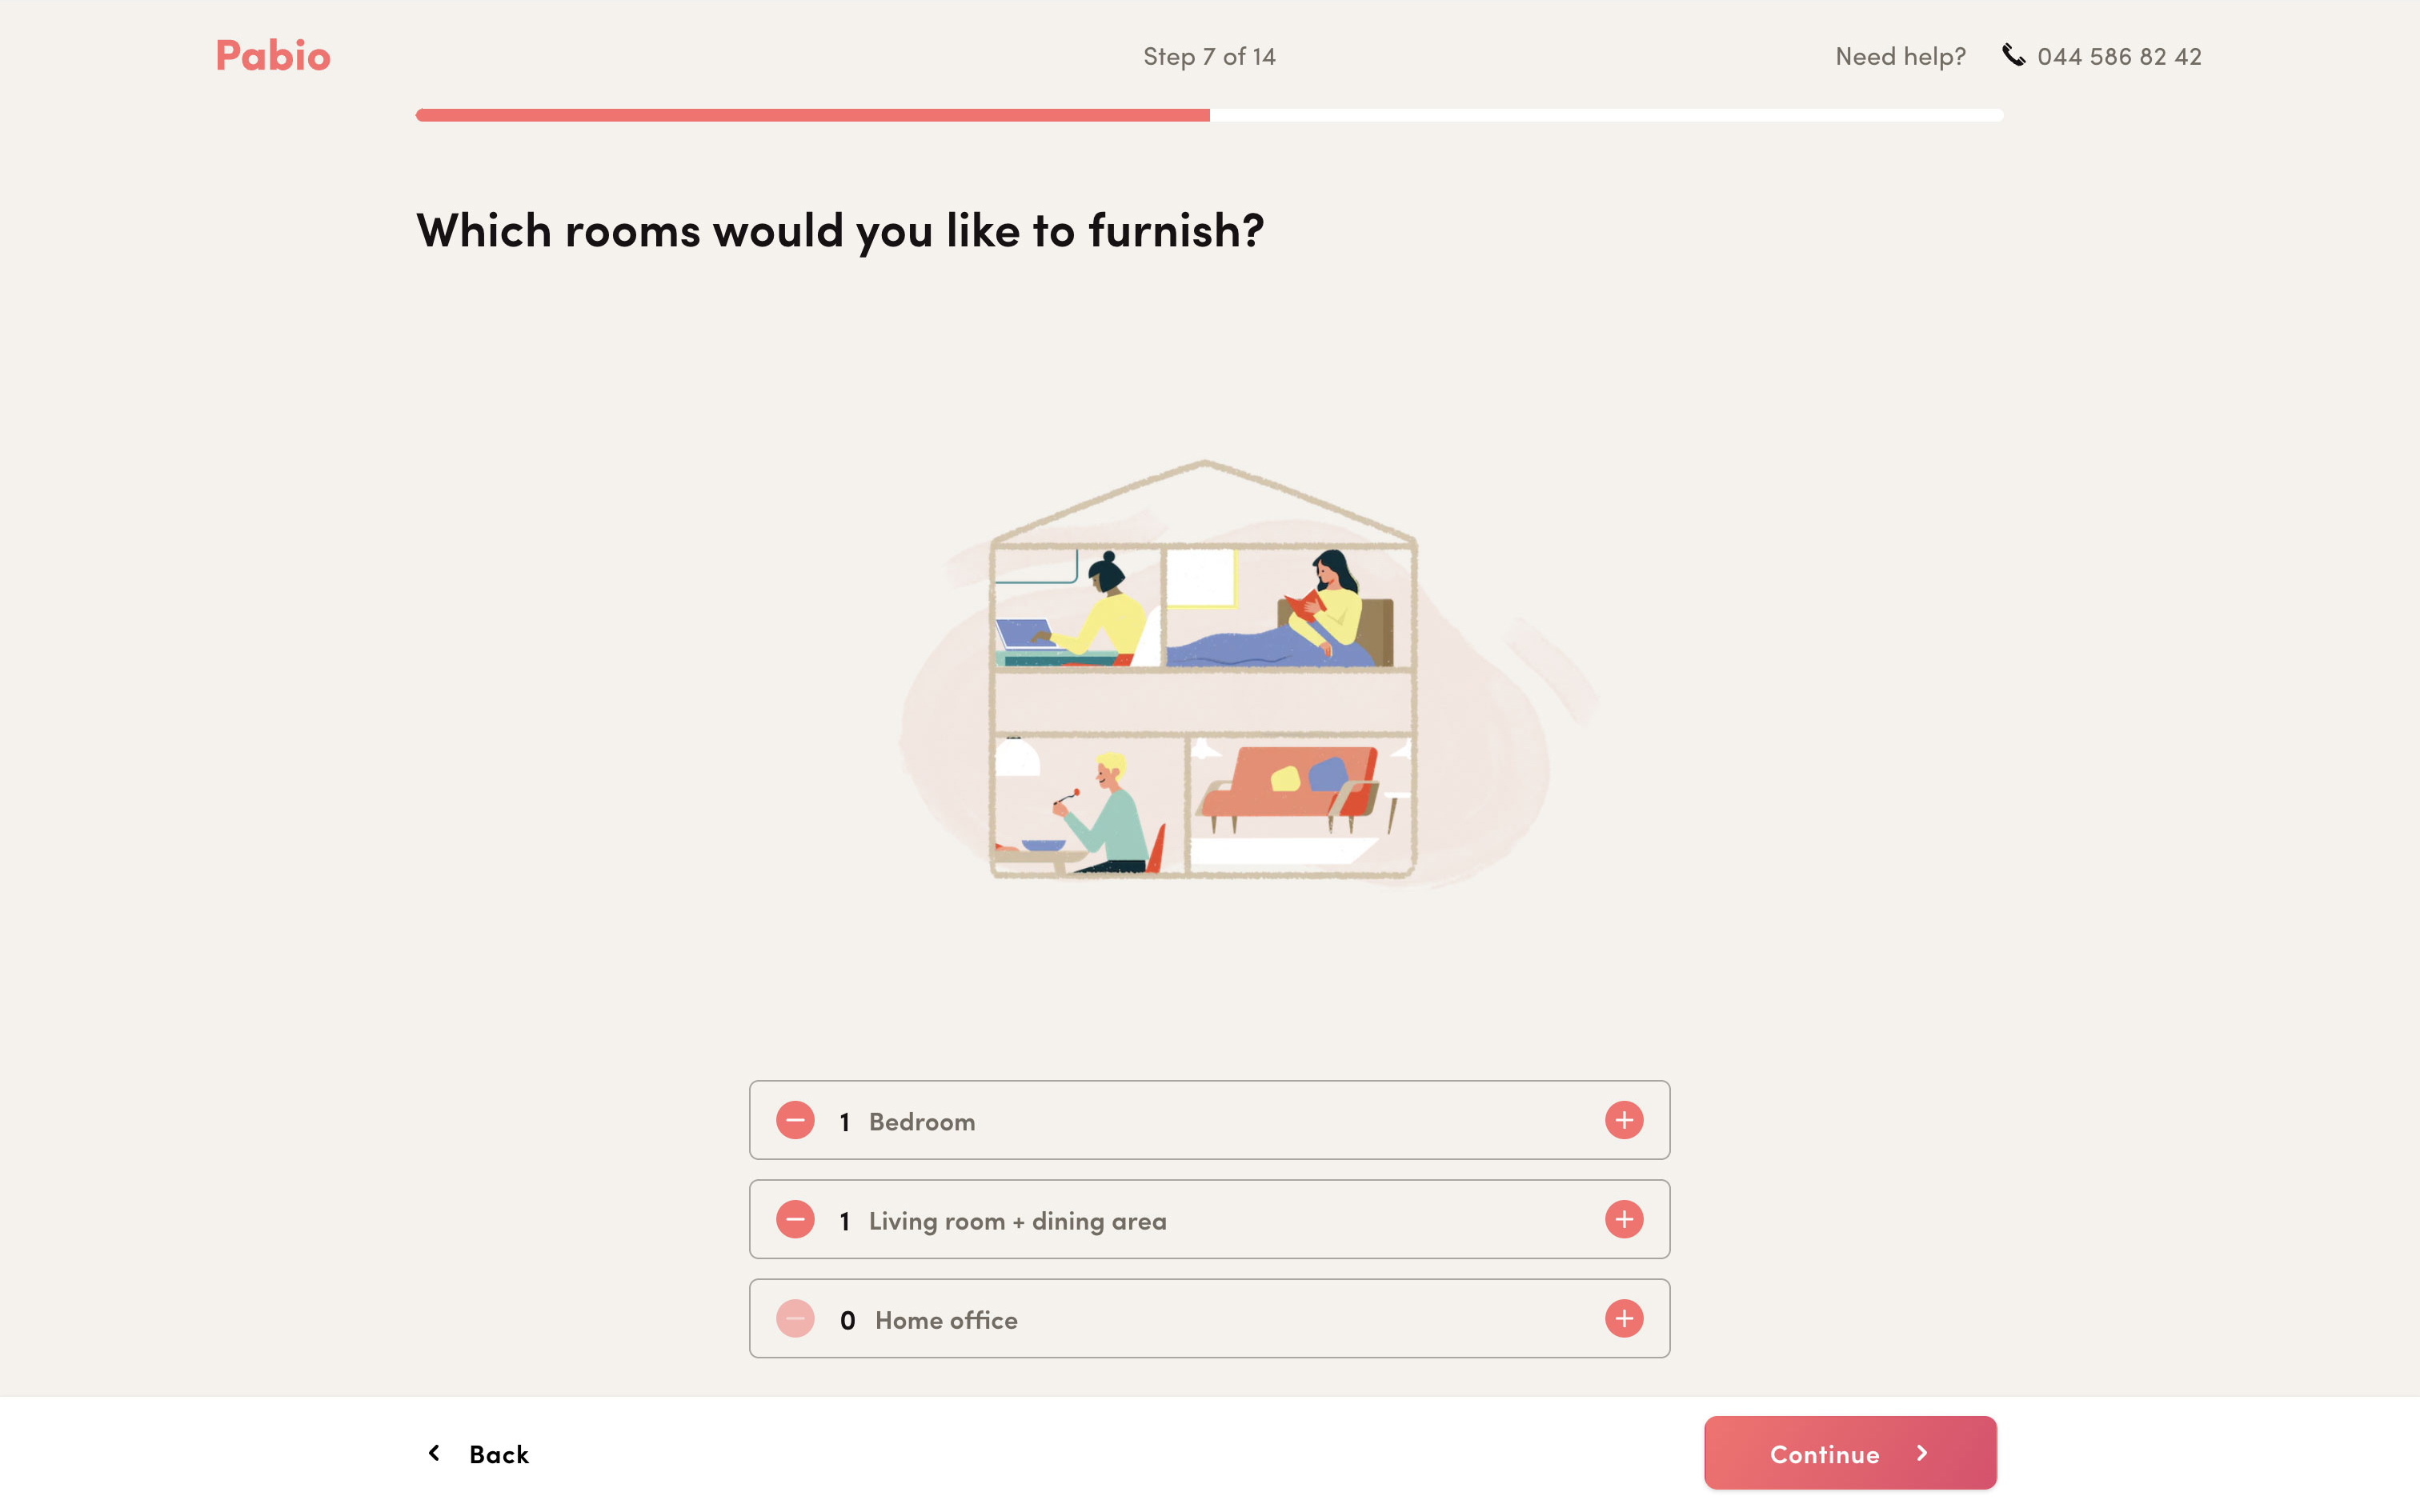 Pabio
Step 7 of 14
Need help? 044 586 82 42
Which rooms would you like to furnish?
1 Bedroom
1 Living room + dining area
0 Home office
Back
Continue